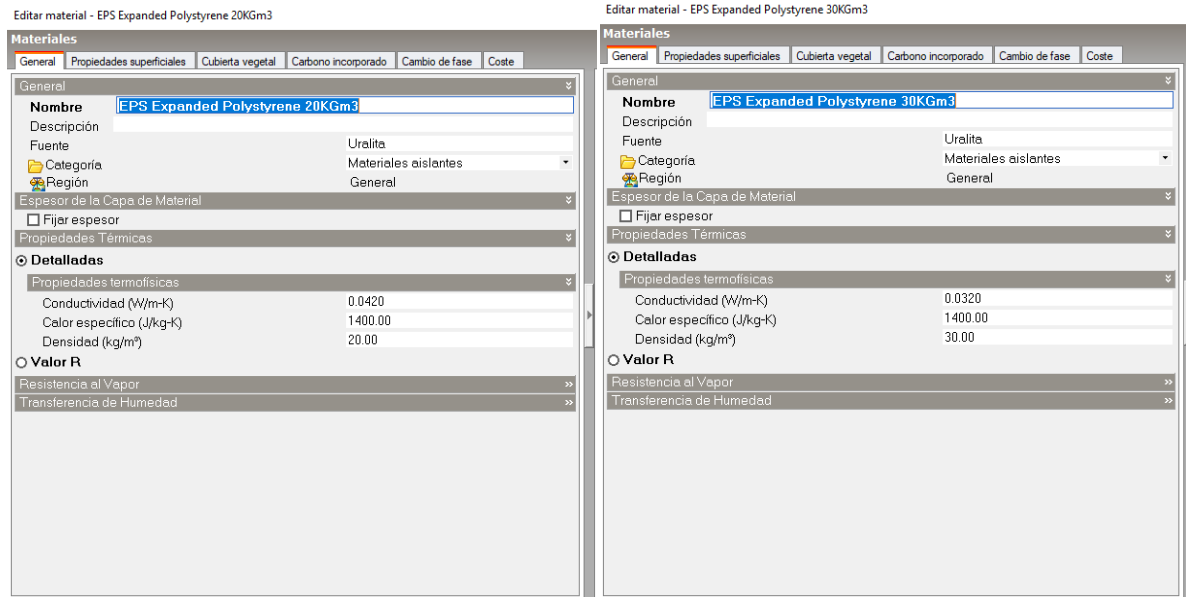 Editar material - EPS Expanded Polystyrene 20KGm3
Materiales
General Propiedades superficiales Cubierta vegetal Carbono incorporado Cambio de fase Coste
General
Nombre EPS Expanded Polystyrene 20KGm3
Descripción
Fuente Uralita
Categoría Materiales aislantes
Región General
Espesor de la Capa de Material
Fijar espesor
Propiedades Térmicas
Detalladas
Propiedades termofísicas
Conductividad (W/m-K) 0.0420
Calor específico (J/kg-K) 1400.00
Densidad (kg/m³) 20.00
Valor R
Resistencia al Vapor
Transferencia de Humedad
Editar material - EPS Expanded Polystyrene 30KGm3
Materiales
General Propiedades superficiales Cubierta vegetal Carbono incorporado Cambio de fase Coste
General
Nombre EPS Expanded Polystyrene 30KGm3
Descripción
Fuente Uralita
Categoría Materiales aislantes
Región General
Espesor de la Capa de Material
Fijar espesor
Propiedades Térmicas
Detalladas
Propiedades termofísicas
Conductividad (W/m-K) 0.0320
Calor específico (J/kg-K) 1400.00
Densidad (kg/m³) 30.00
Valor R
Resistencia al Vapor
Transferencia de Humedad